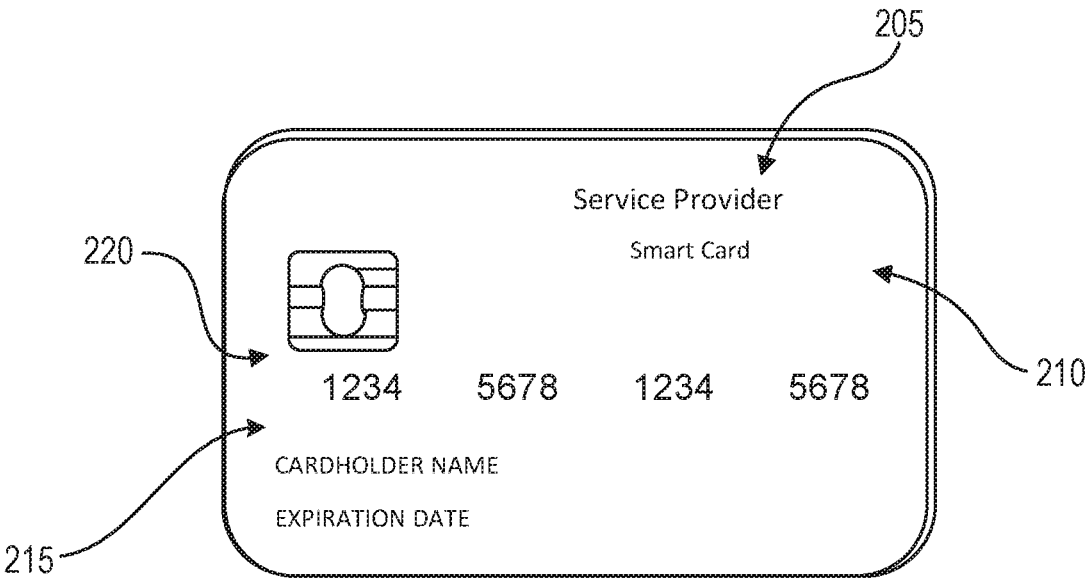 205
Service Provider
Smart Card
220
210
1234 5678 1234 5678
CARDHOLDER NAME
EXPIRATION DATE
215